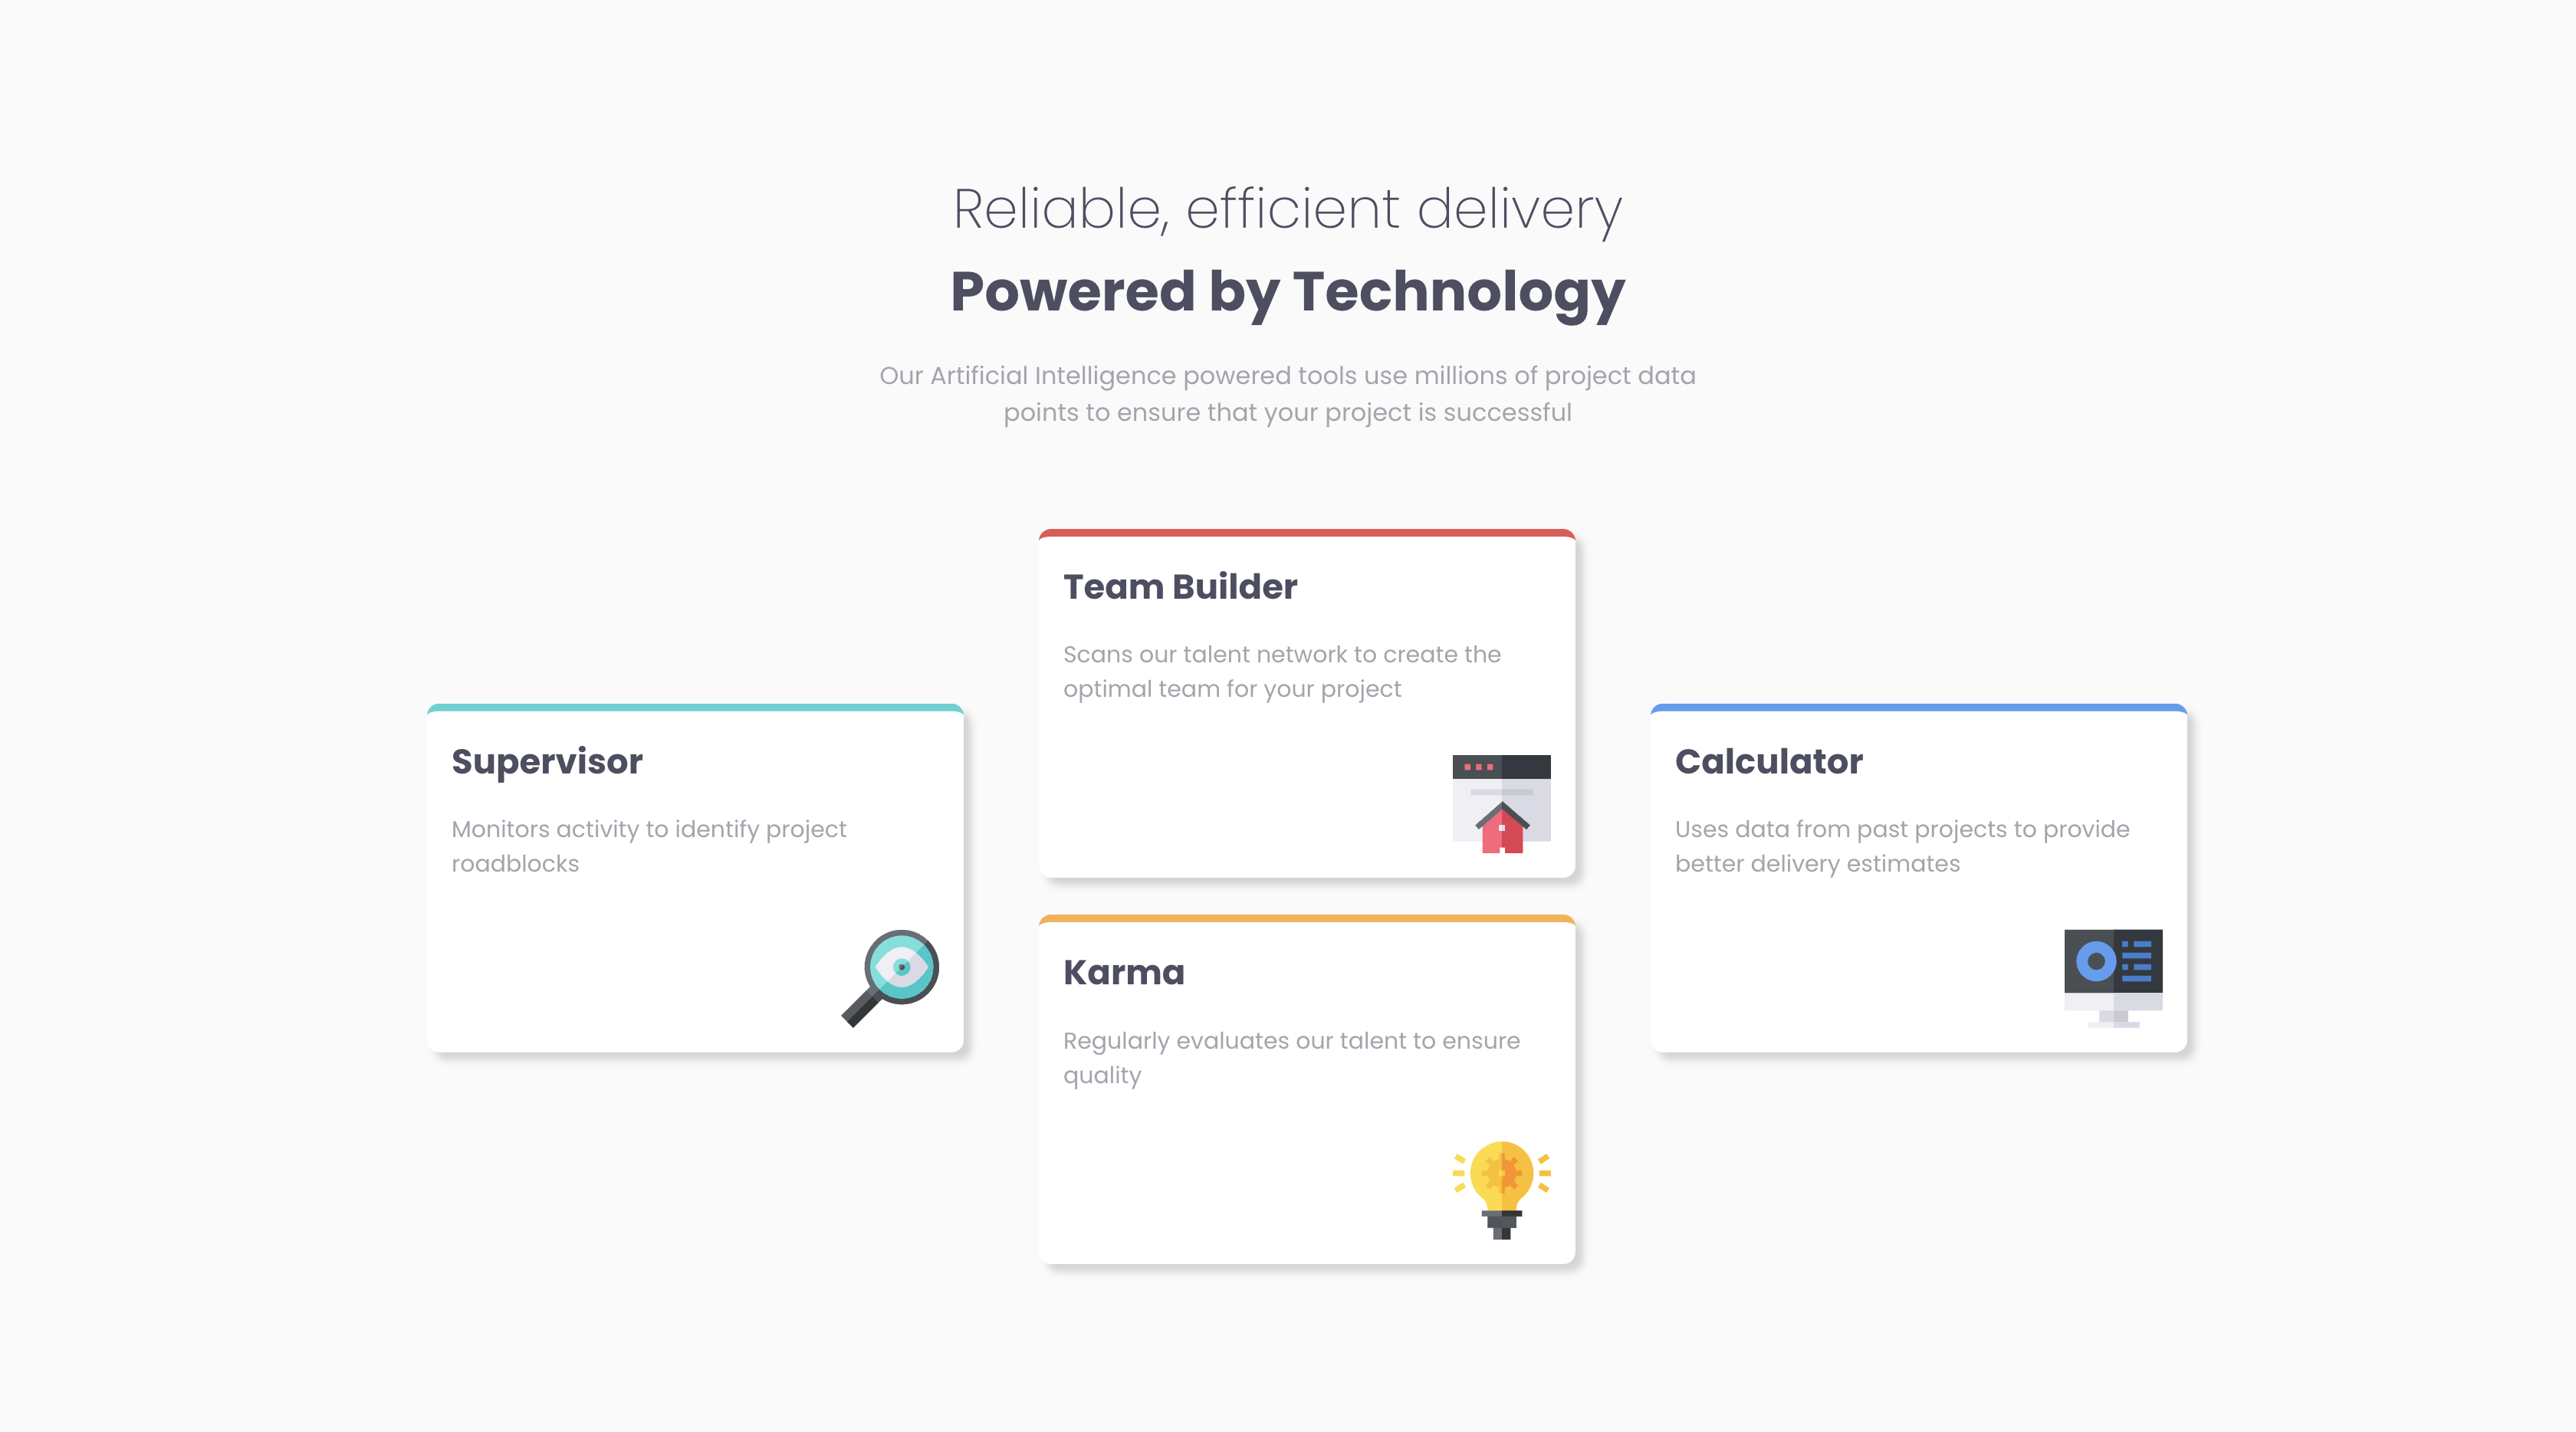 Reliable, efficient delivery
Powered by Technology
Our Artificial Intelligence powered tools use millions of project data
points to ensure that your project is successful
Supervisor
Monitors activity to identify project
roadblocks
Team Builder
Scans our talent network to create the
optimal team for your project
Karma
Regularly evaluates our talent to ensure
quality
Calculator
Uses data from past projects to provide
better delivery estimates